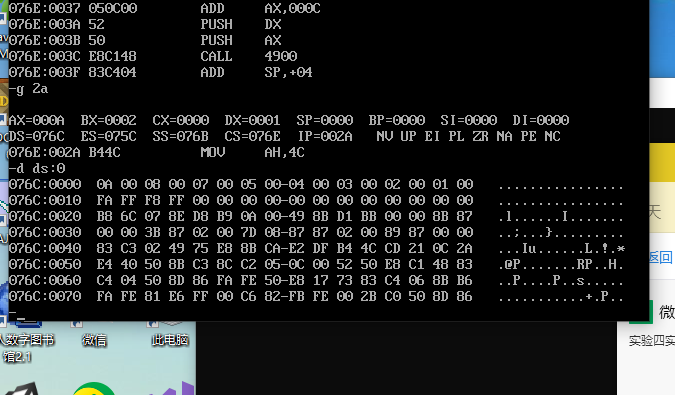 076E:0037 050C00 ADD AX,000C
076E:003A 52 PUSH DX
076E:003B 50 PUSH AX
076E:003C E8C148 CALL 4900
076E:003F 83C404 ADD SP,+04
-g 2a
AX=000A BX=0002 CX=0000 DX=0001 SP=0000 BP=0000 SI=0000 DI=0000
DS=076C ES=075C SS=076B CS=076E IP=002A NV UP EI PL ZR NA PE NC
076E:002A B44C MOV AH,4C
-d ds:0
076C:0000 0A 00 08 00 07 00 05 00-04 00 03 00 02 00 01 00 ................
076C:0010 FA FF F8 FF 00 00 00 00-00 00 00 00 00 00 00 00 ................
076C:0020 B8 6C 07 8E D8 B9 0A 00-49 8B D1 BB 00 00 8B 87 .l......I.......
076C:0030 00 00 3B 87 02 00 7D 08-87 87 02 00 89 87 00 00 ..;...}.........
076C:0040 83 C3 02 49 75 E8 8B CA-E2 DF B4 4C CD 21 0C 2A ...Iu......L.!.*
076C:0050 E4 40 50 8B C3 8C C2 05-0C 00 52 50 E8 C1 48 83 .@P.......RP..H.
076C:0060 C4 04 50 8D 86 FA FE 50-E8 17 73 83 C4 06 8B B6 ..P....P..s.....
076C:0070 FA FE 81 E6 FF 00 C6 82-FB FE 00 2B C0 50 8D 86 ...........+.P..
-
天
返回
微
实验四实
人数字图书
馆2.1
微信
此电脑